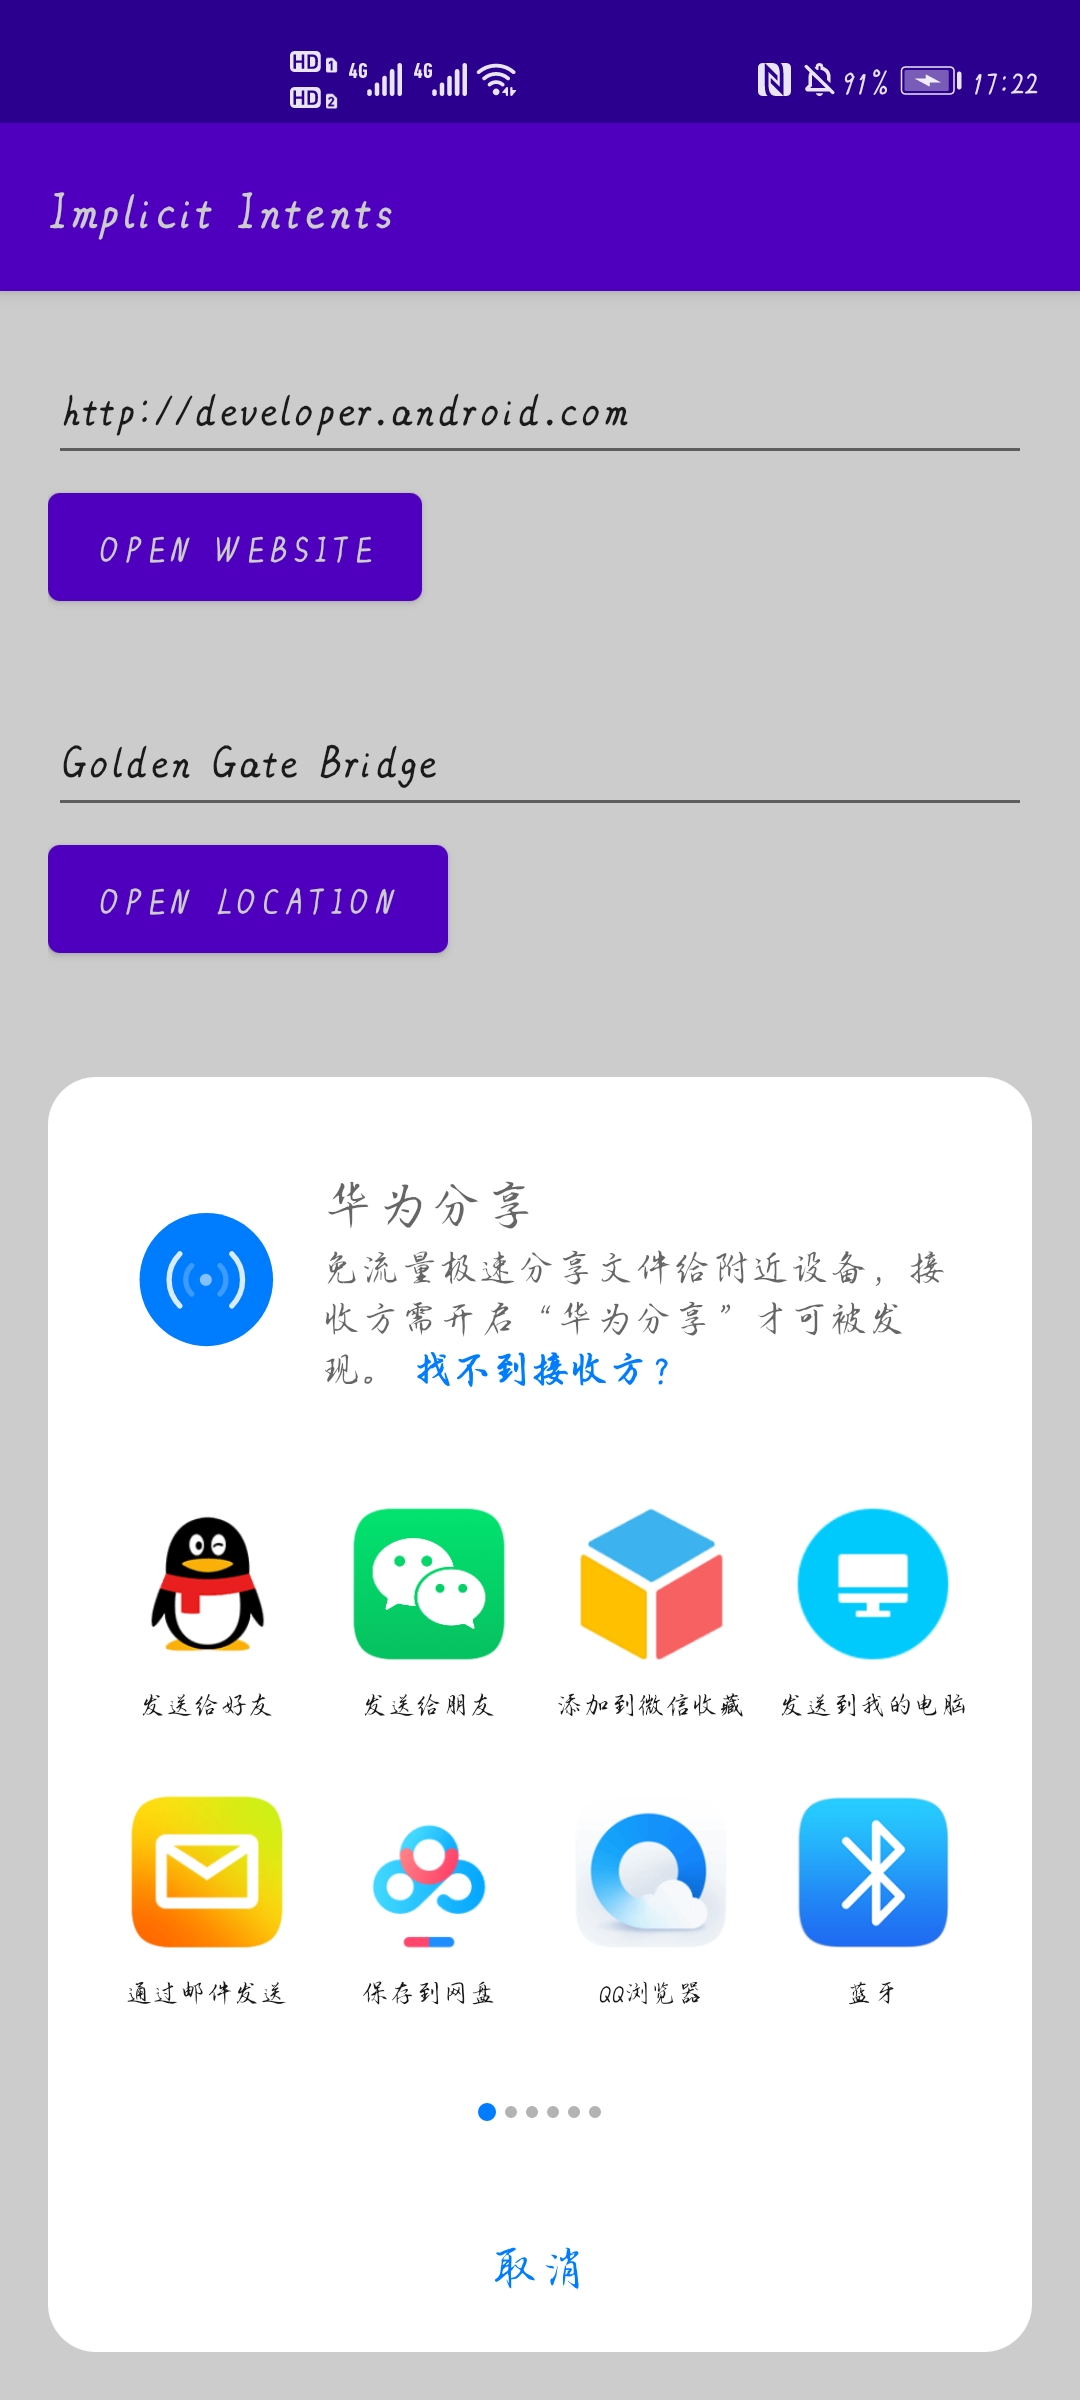 HD 1 4G 4G 91% 17:22
HD 2
Implicit Intents
http://developer.android.com
OPEN WEBSITE
Golden Gate Bridge
OPEN LOCATION
华为分享
免流量极速分享文件给附近设备，接
收方需开启“华为分享”才可被发
现。 找不到接收方？
发送给好友 发送给朋友 添加到微信收藏 发送到我的电脑
通过邮件发送 保存到网盘 QQ浏览器 蓝牙
取消